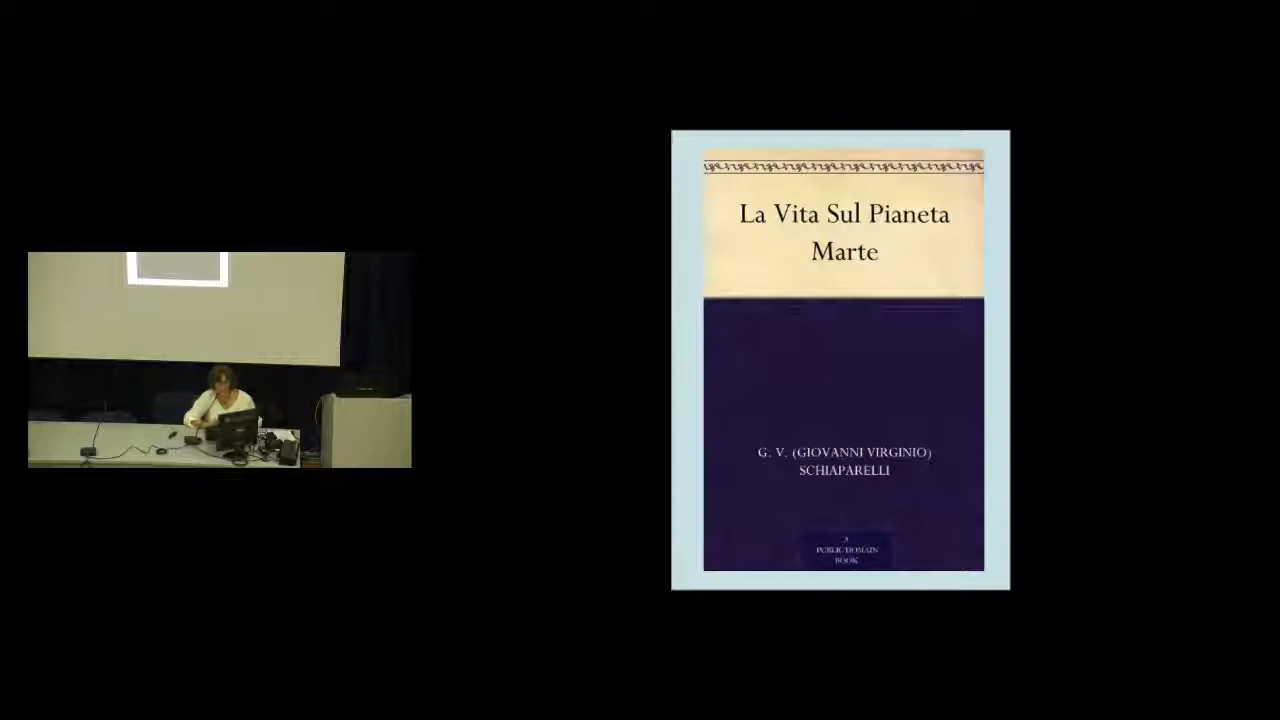 La Vita Sul Pianeta
Marte
G. V. (GIOVANNI VIRGINIO)
SCHIAPARELLI
A
PUBLIC DOMAIN
BOOK